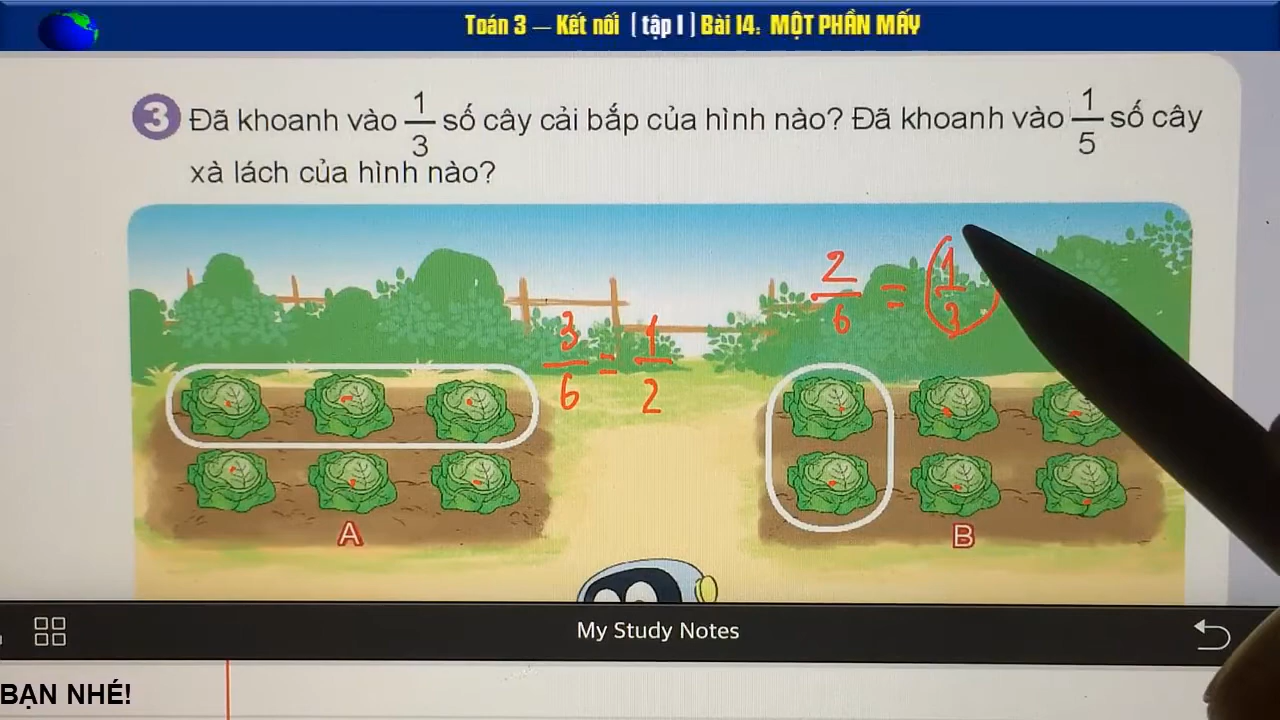 Toán 3 – Kết nối [ tập 1 ] Bài 14: MỘT PHẦN MẤY
3 Đã khoanh vào 1/3 số cây cải bắp của hình nào? Đã khoanh vào 1/5 số cây
xà lách của hình nào?
2/6 = 1/3
3/6 = 1/2
A
B
My Study Notes
BẠN NHÉ!